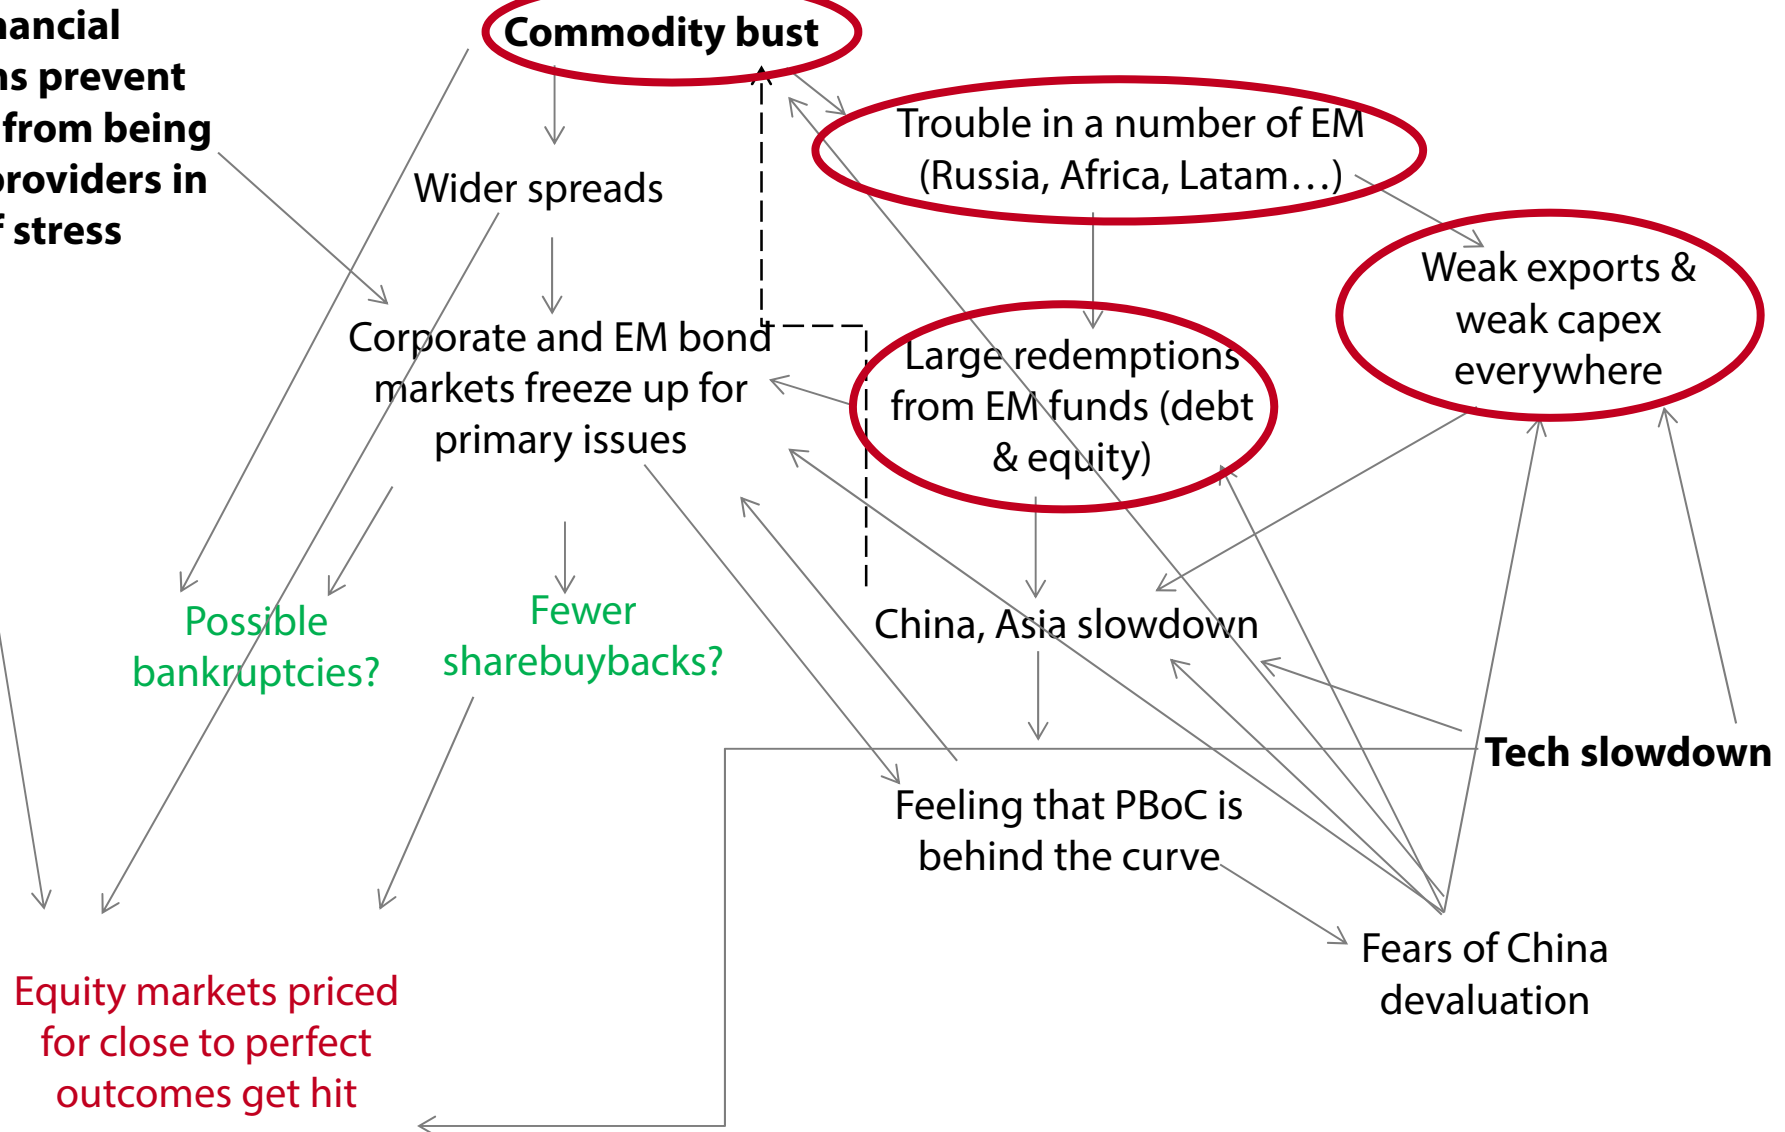 ns prevent
from being
providers in
stress
Commodity bust
Trouble in a number of EM
(Russia, Africa, Latam…)
Wider spreads
Weak exports &
weak capex
everywhere
Corporate and EM bond
markets freeze up for
primary issues
Large redemptions
from EM funds (debt
& equity)
Possible
bankruptcies?
Fewer
sharebuybacks?
China, Asia slowdown
Tech slowdown
Feeling that PBoC is
behind the curve
Fears of China
devaluation
Equity markets priced
for close to perfect
outcomes get hit